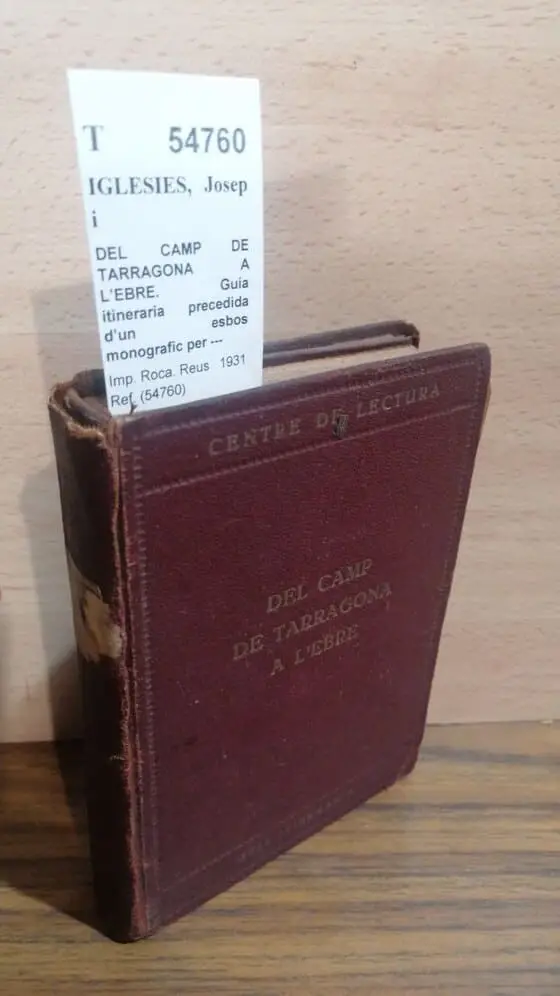 T 54760
IGLESIES, Josep
i
DEL CAMP DE
TARRAGONA A
L'EBRE. Guia
itineraria precedida
d'un esbos
monografic per ---
Imp. Roca. Reus 1931
Ref. (54760)
CENTRE DE LECTURA
DEL CAMP
DE TARRAGONA
A L'EBRE